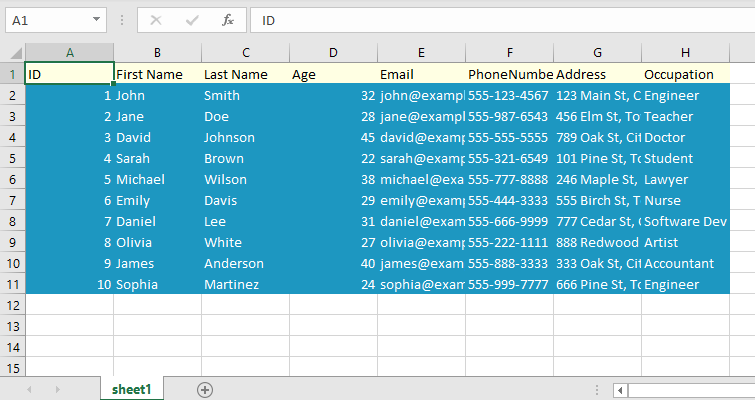 A1 fx ID
A B C D E F G H
1 ID First Name Last Name Age Email PhoneNumbe Address Occupation
2 1 John Smith 32 john@exampl 555-123-4567 123 Main St, C Engineer
3 2 Jane Doe 28 jane@exampl 555-987-6543 456 Elm St, To Teacher
4 3 David Johnson 45 david@examp 555-555-5555 789 Oak St, Cit Doctor
5 4 Sarah Brown 22 sarah@examp 555-321-6549 101 Pine St, To Student
6 5 Michael Wilson 38 michael@exa 555-777-8888 246 Maple St, Lawyer
7 6 Emily Davis 29 emily@examp 555-444-3333 555 Birch St, T Nurse
8 7 Daniel Lee 31 daniel@exam 555-666-9999 777 Cedar St, Software Dev
9 8 Olivia White 27 olivia@examp 555-222-1111 888 Redwood Artist
10 9 James Anderson 40 james@exam 555-888-3333 333 Oak St, Cit Accountant
11 10 Sophia Martinez 24 sophia@exam 555-999-7777 666 Pine St, To Engineer
12
13
14
15
sheet1